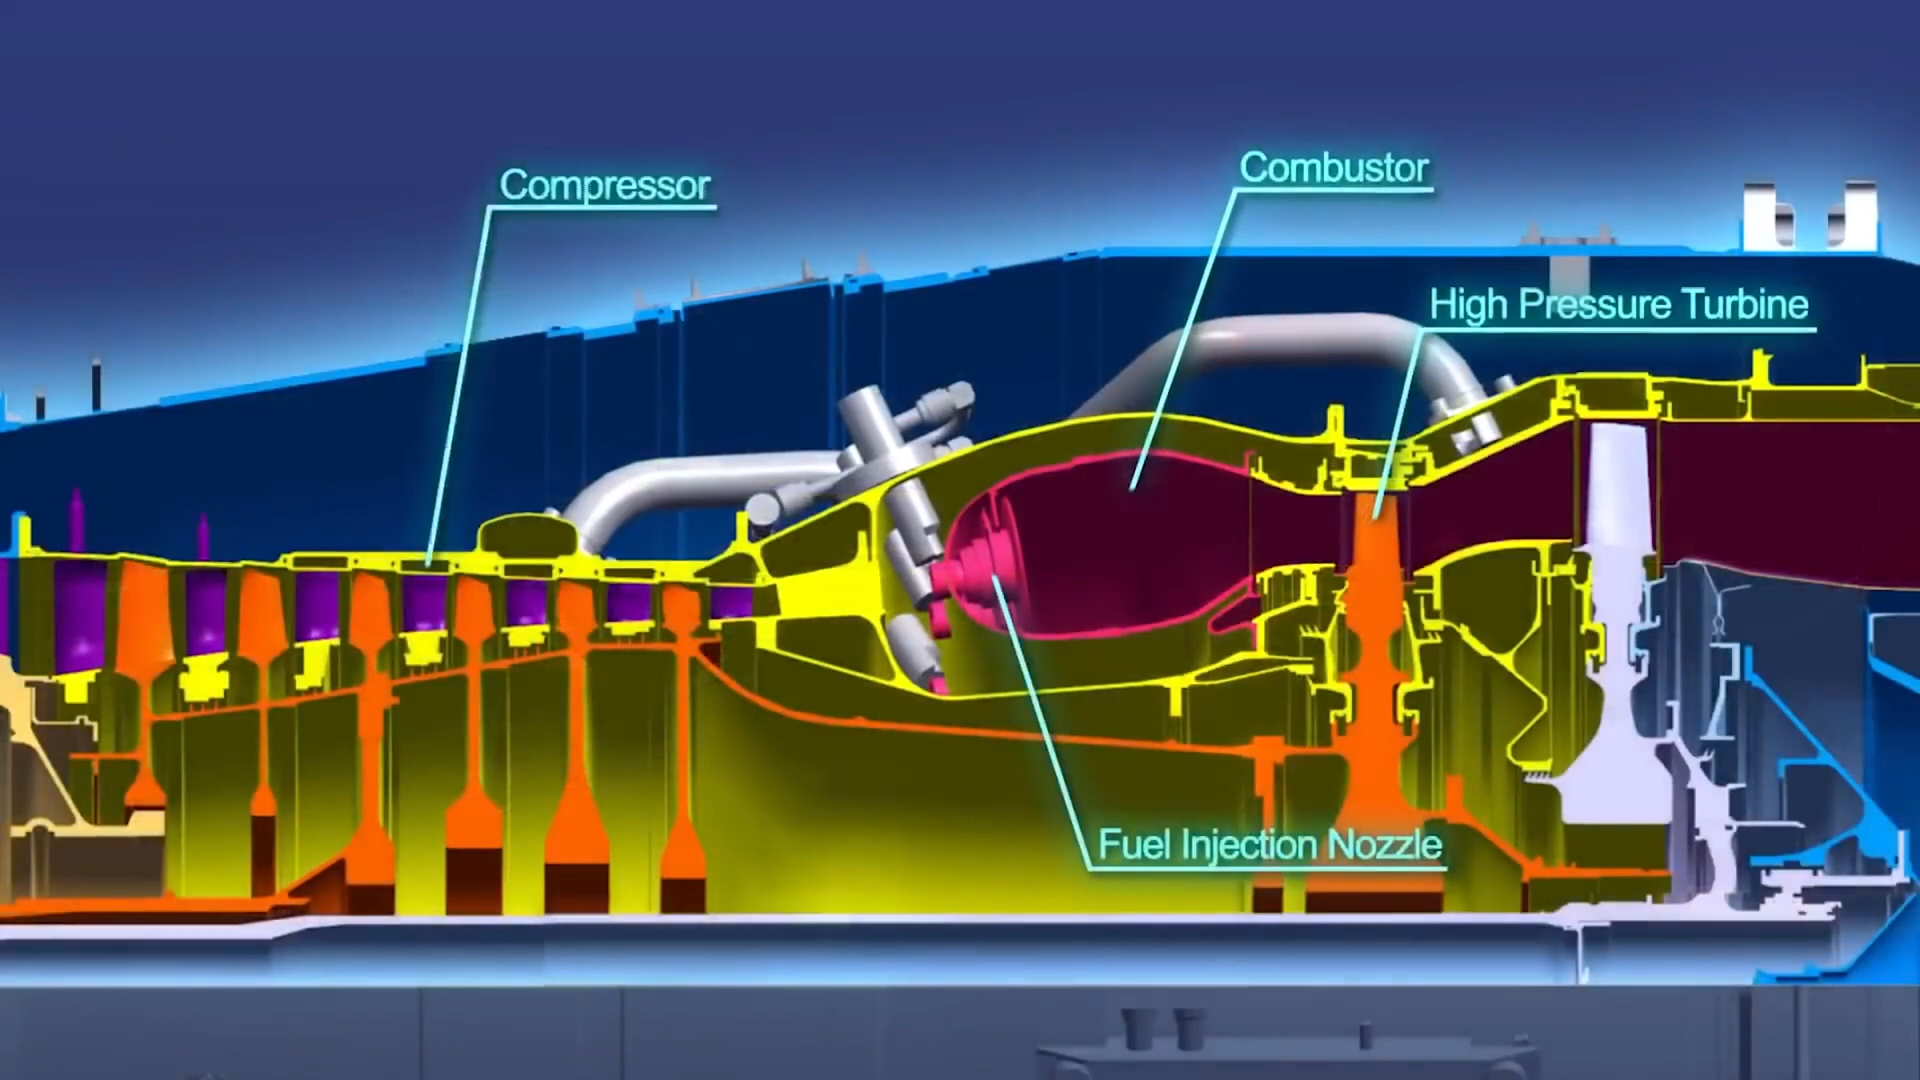 Compressor
Combustor
High Pressure Turbine
Fuel Injection Nozzle